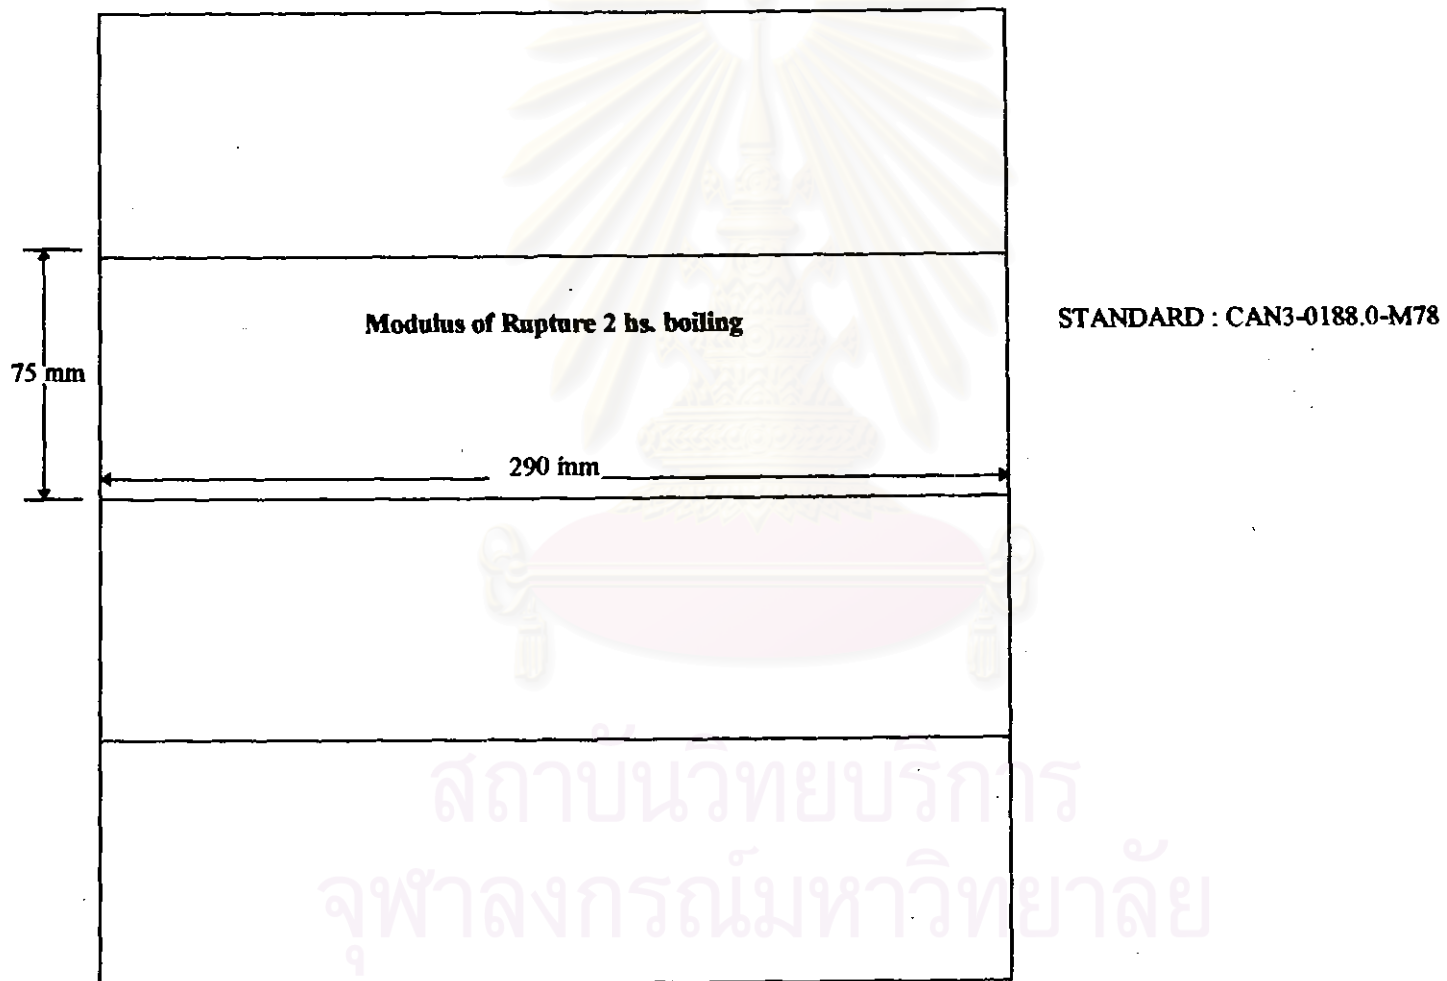 Modulus of Rupture 2 hs. boiling
STANDARD : CAN3-0188.0-M78
75 mm
290 mm
สถาบันวิทยบริการ
จุฬาลงกรณ์มหาวิทยาลัย